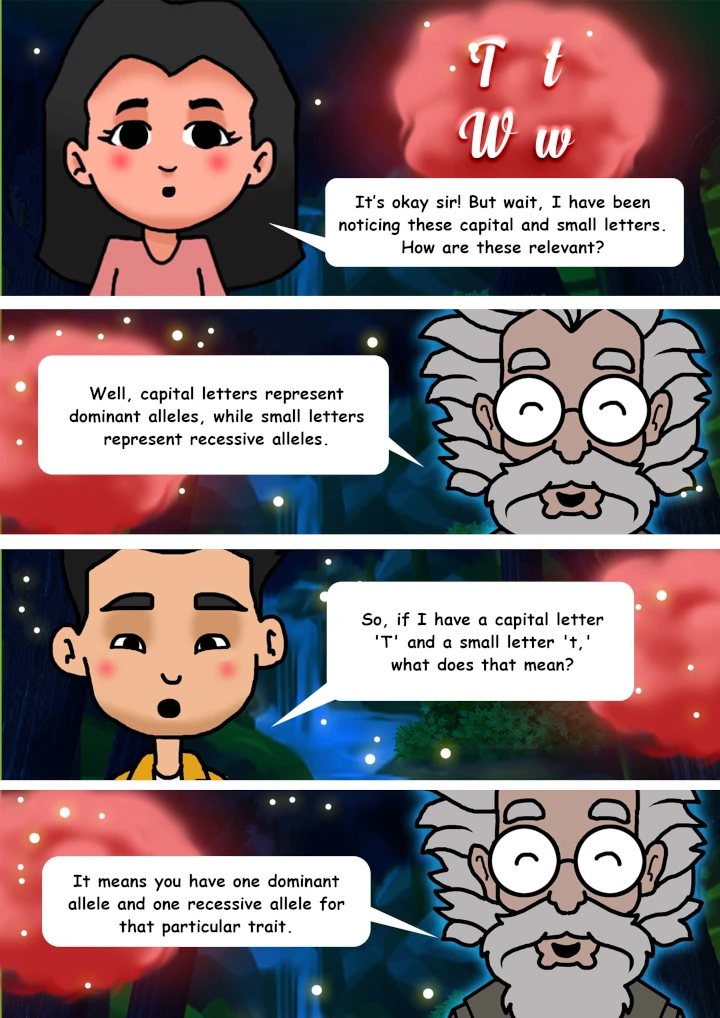 T t
W w
It's okay sir! But wait, I have been
noticing these capital and small letters.
How are these relevant?
Well, capital letters represent
dominant alleles, while small letters
represent recessive alleles.
So, if I have a capital letter
'T' and a small letter 't,'
what does that mean?
It means you have one dominant
allele and one recessive allele for
that particular trait.